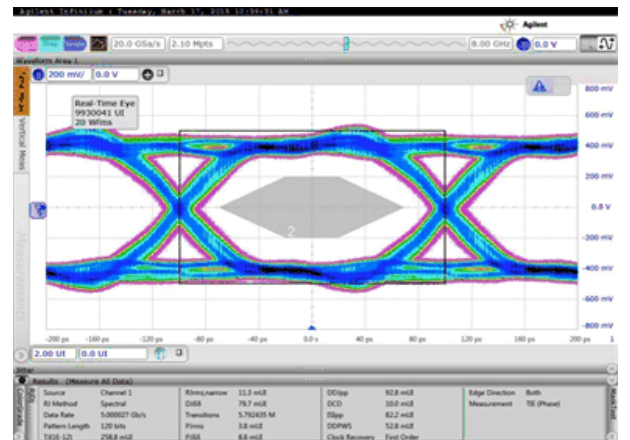 Agilent Infiniium : Tuesday, March 17, 2015 10:39:31 AM
Agilent
20.0 GSa/s 2.10 Mpts 8.00 GHz 0.0 V
Waveform Area 1
200 mV/ 0.0 V
Real-Time Eye
9930041 UI
20 Wfms
Vertical Meas
Measurements
800 mV
600 mV
400 mV
200 mV
0.0 V
-200 mV
-400 mV
-600 mV
-800 mV
2
-200 ps -160 ps -120 ps -80 ps -40 ps 0.0 s 40 ps 80 ps 120 ps 160 ps 200 ps
2.00 UI 0.0 UI
Jitter
Results (Measure All Data)
Source Channel 1 RJrms,narrow 11.3 mUI DDJpp 92.8 mUI Edge Direction Both
RJ Method Spectral DJδδ 79.7 mUI DCD 10.0 mUI Measurement TIE (Phase)
Data Rate 5.000027 Gb/s Transitions 5.792435 M ISIpp 82.2 mUI
Pattern Length 120 bits PJrms 3.8 mUI DDPWS 52.8 mUI
TJ(1E-12) 258.8 mUI PJδδ 8.8 mUI Clock Recovery First Order
ColorGrade
MaskTest